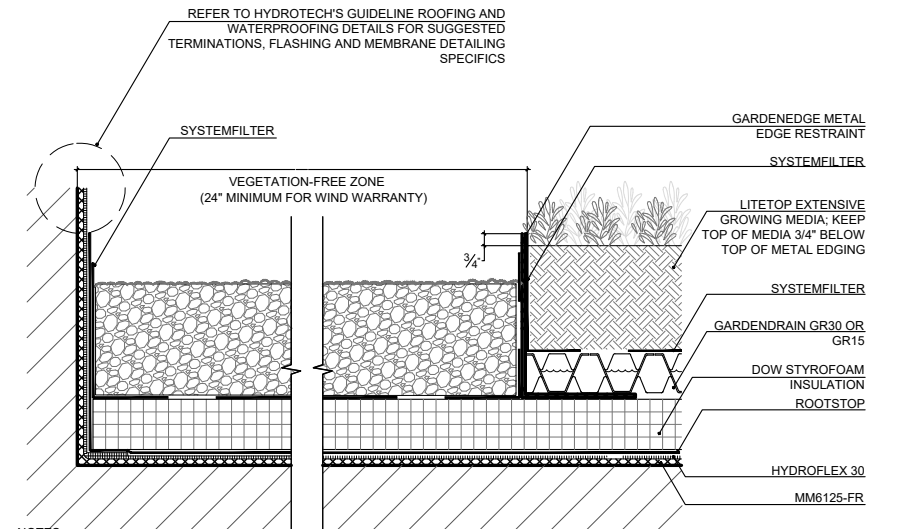 REFER TO HYDROTECH'S GUIDELINE ROOFING AND
WATERPROOFING DETAILS FOR SUGGESTED
TERMINATIONS, FLASHING AND MEMBRANE DETAILING
SPECIFICS
SYSTEMFILTER
VEGETATION-FREE ZONE
(24" MINIMUM FOR WIND WARRANTY)
3/4"
GARDENEDGE METAL
EDGE RESTRAINT
SYSTEMFILTER
LITETOP EXTENSIVE
GROWING MEDIA; KEEP
TOP OF MEDIA 3/4" BELOW
TOP OF METAL EDGING
SYSTEMFILTER
GARDENDRAIN GR30 OR
GR15
DOW STYROFOAM
INSULATION
ROOTSTOP
HYDROFLEX 30
MM6125-FR